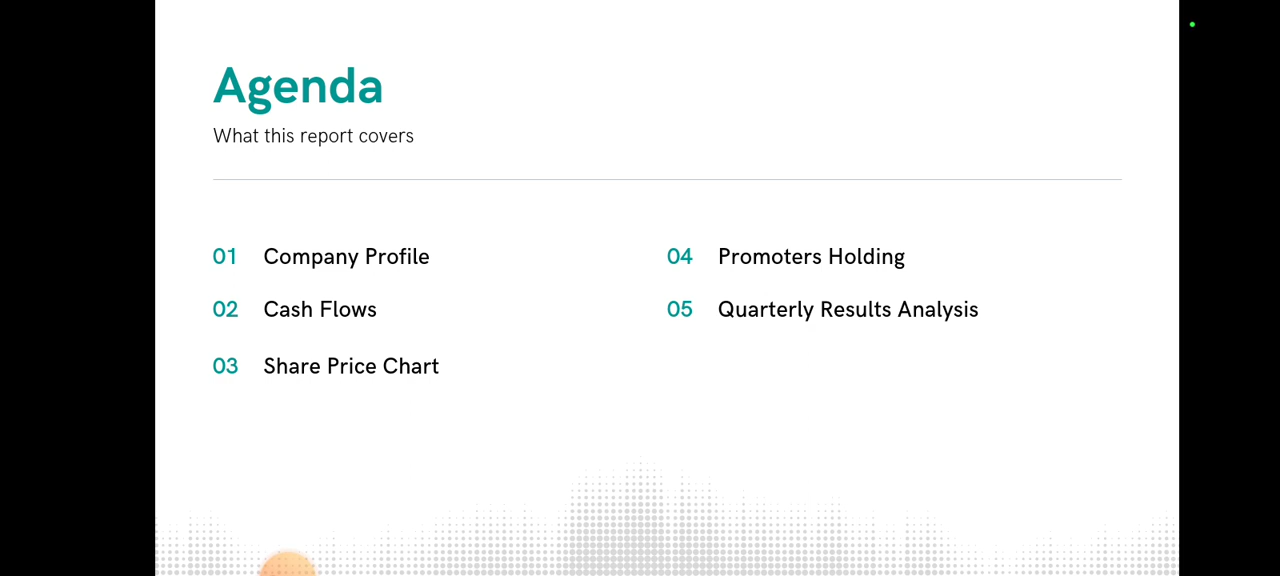 Agenda
What this report covers
01 Company Profile
02 Cash Flows
03 Share Price Chart
04 Promoters Holding
05 Quarterly Results Analysis